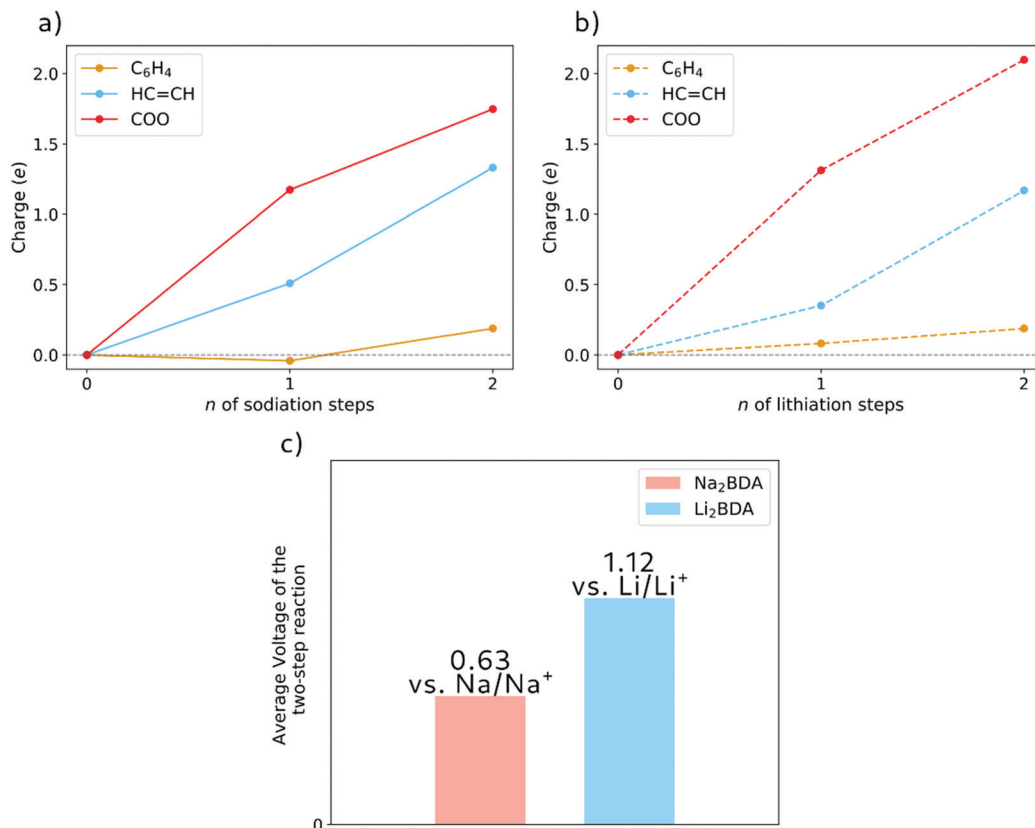 a)
C₆H₄
HC=CH
COO
2.0
1.5
1.0
0.5
0.0
Charge (e)
0 1 2
n of sodiation steps
b)
C₆H₄
HC=CH
COO
2.0
1.5
1.0
0.5
0.0
Charge (e)
0 1 2
n of lithiation steps
c)
Na₂BDA
Li₂BDA
Average Voltage of the
two-step reaction
1.12
vs. Li/Li⁺
0.63
vs. Na/Na⁺
0